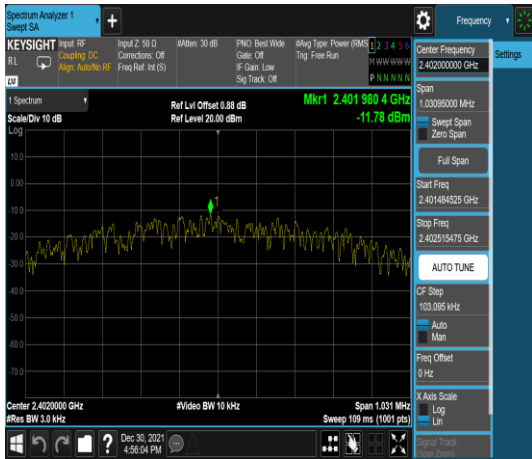 Spectrum Analyzer 1
Swept SA
Frequency
KEYSIGHT
Input: RF
Input Z: 50 Ω
#Atten: 30 dB
PNO: Best Wide
#Avg Type: Power (RMS
1 2 3 4 5 6
R L
Coupling: DC
Corrections: Off
Gate: Off
Trig: Free Run
Align: Auto/No RF
Freq Ref: Int (S)
IF Gain: Low
M W W W W W
Sig Track: Off
P N N N N N
LXI
1 Spectrum
Ref Lvl Offset 0.88 dB
Mkr1 2.401 980 4 GHz
Scale/Div 10 dB
Ref Level 20.00 dBm
-11.78 dBm
Log
10.0
0.00
-10.0
-20.0
-30.0
-40.0
-50.0
-60.0
-70.0
1
Center 2.4020000 GHz
#Video BW 10 kHz
Span 1.031 MHz
#Res BW 3.0 kHz
Sweep 109 ms (1001 pts)
Dec 30, 2021
4:56:04 PM
Center Frequency
2.402000000 GHz
Settings
Span
1.03095000 MHz
Swept Span
Zero Span
Full Span
Start Freq
2.401484525 GHz
Stop Freq
2.402515475 GHz
AUTO TUNE
CF Step
103.095 kHz
Auto
Man
Freq Offset
0 Hz
X Axis Scale
Log
Lin
Signal Track
(Span Zoom)